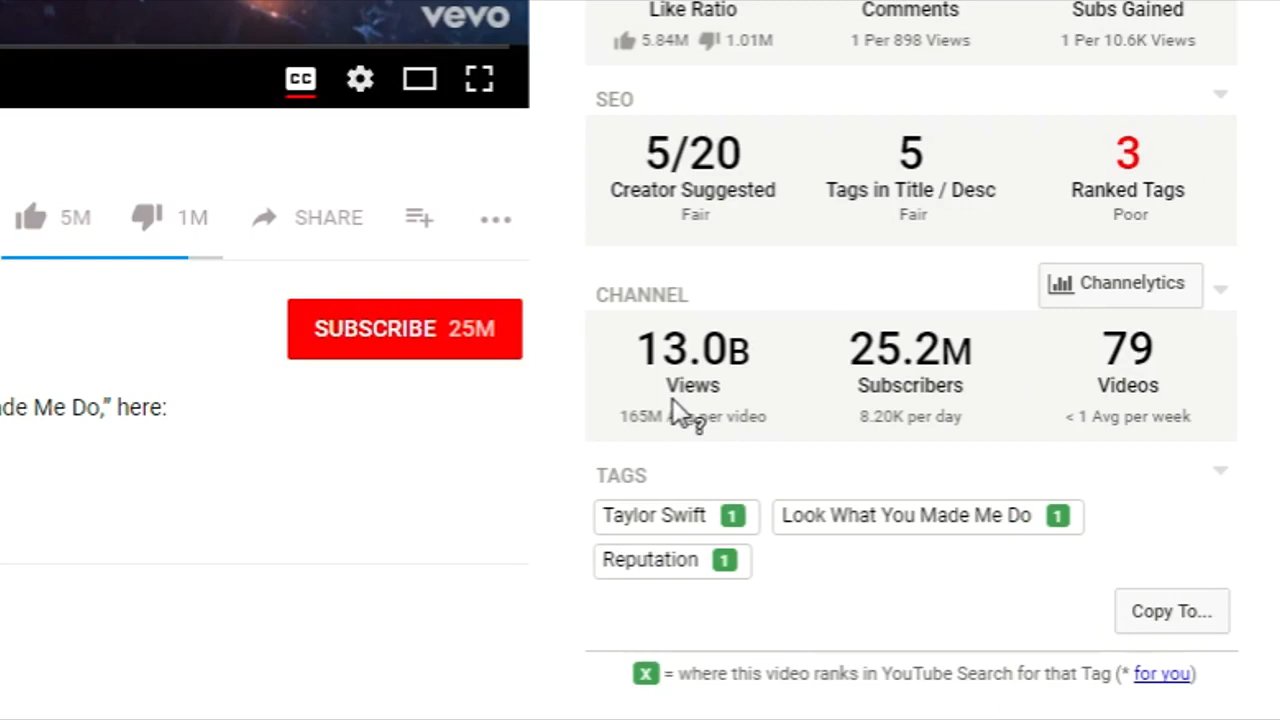 vevo
CC
5M 1M SHARE
SUBSCRIBE 25M
de Me Do,” here:
Like Ratio Comments Subs Gained
5.84M 1.01M 1 Per 898 Views 1 Per 10.6K Views
SEO
5/20 5 3
Creator Suggested Tags in Title / Desc Ranked Tags
Fair Fair Poor
CHANNEL Channelytics
13.0B 25.2M 79
Views Subscribers Videos
165M per video 8.20K per day < 1 Avg per week
TAGS
Taylor Swift 1 Look What You Made Me Do 1
Reputation 1
Copy To...
x = where this video ranks in YouTube Search for that Tag (* for you)